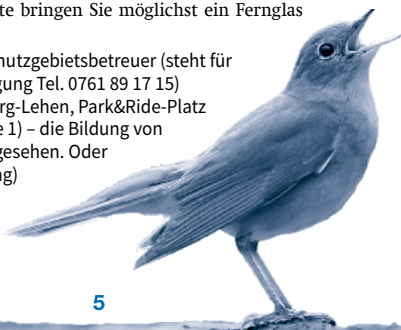 te bringen Sie möglichst ein Fernglas
hutzgebietsbetreuer (steht für
gung Tel. 0761 89 17 15)
rg-Lehen, Park&Ride-Platz
e 1) – die Bildung von
gesehen. Oder
ng)
5